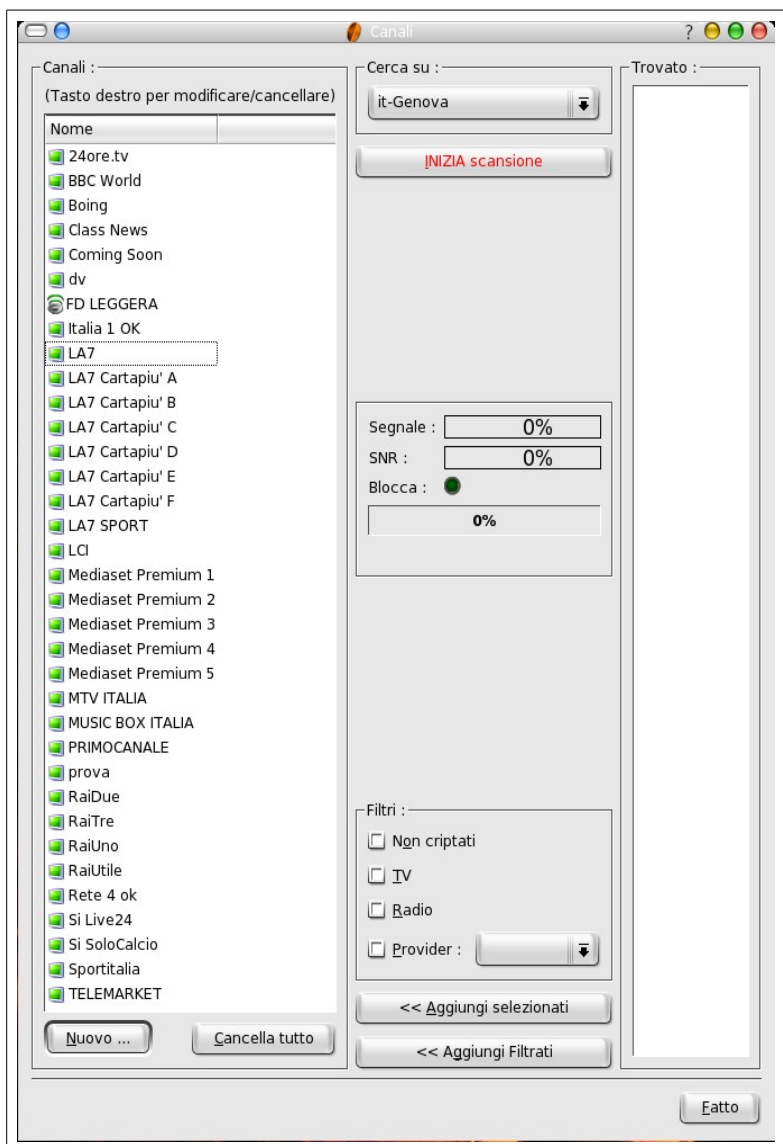 Canali
?
Canali :
(Tasto destro per modificare/cancellare)
Nome
24ore.tv
BBC World
Boing
Class News
Coming Soon
dv
FD LEGGERA
Italia 1 OK
LA7
LA7 Cartapiu' A
LA7 Cartapiu' B
LA7 Cartapiu' C
LA7 Cartapiu' D
LA7 Cartapiu' E
LA7 Cartapiu' F
LA7 SPORT
LCI
Mediaset Premium 1
Mediaset Premium 2
Mediaset Premium 3
Mediaset Premium 4
Mediaset Premium 5
MTV ITALIA
MUSIC BOX ITALIA
PRIMOCANALE
prova
RaiDue
RaiTre
RaiUno
RaiUtile
Rete 4 ok
Si Live24
Si SoloCalcio
Sportitalia
TELEMARKET
Nuovo ...
Cancella tutto
Cerca su :
it-Genova
INIZIA scansione
Segnale : 0%
SNR : 0%
Blocca :
0%
Filtri :
Non criptati
TV
Radio
Provider :
<< Aggiungi selezionati
<< Aggiungi Filtrati
Trovato :
Fatto